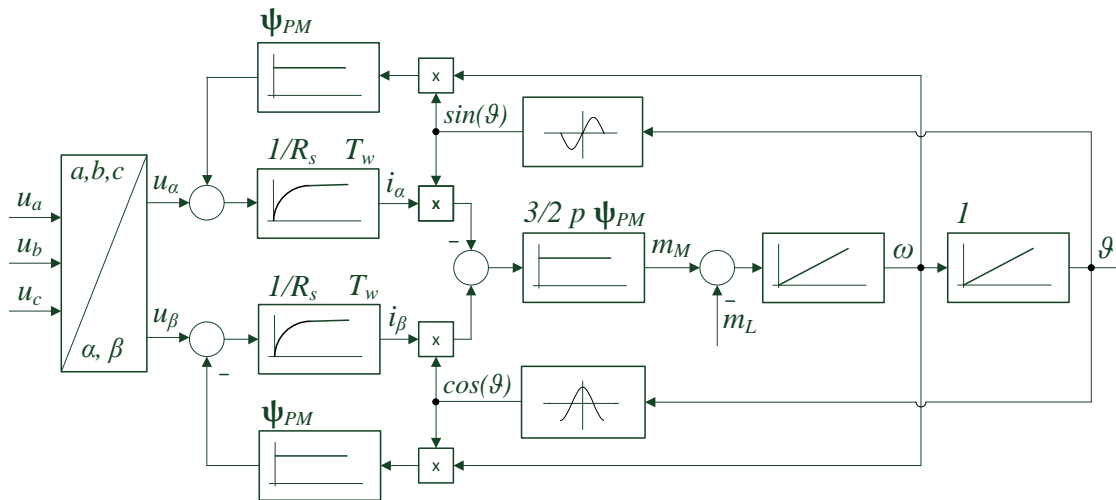 ψPM
x
sin(ϑ)
a,b,c
1/Rs Tw
ua
uα
iα
x
3/2 p ψPM
1
–
ub
mM
ω
ϑ
uc
1/Rs Tw
– mL
uβ
iβ
x
α, β
–
cos(ϑ)
ψPM
x